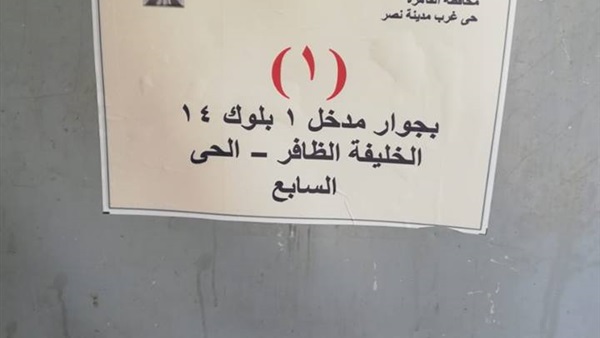 محافظة القاهرة
حى غرب مدينة نصر
(١)
بجوار مدخل ١ بلوك ١٤
الخليفة الظافر – الحى
السابع